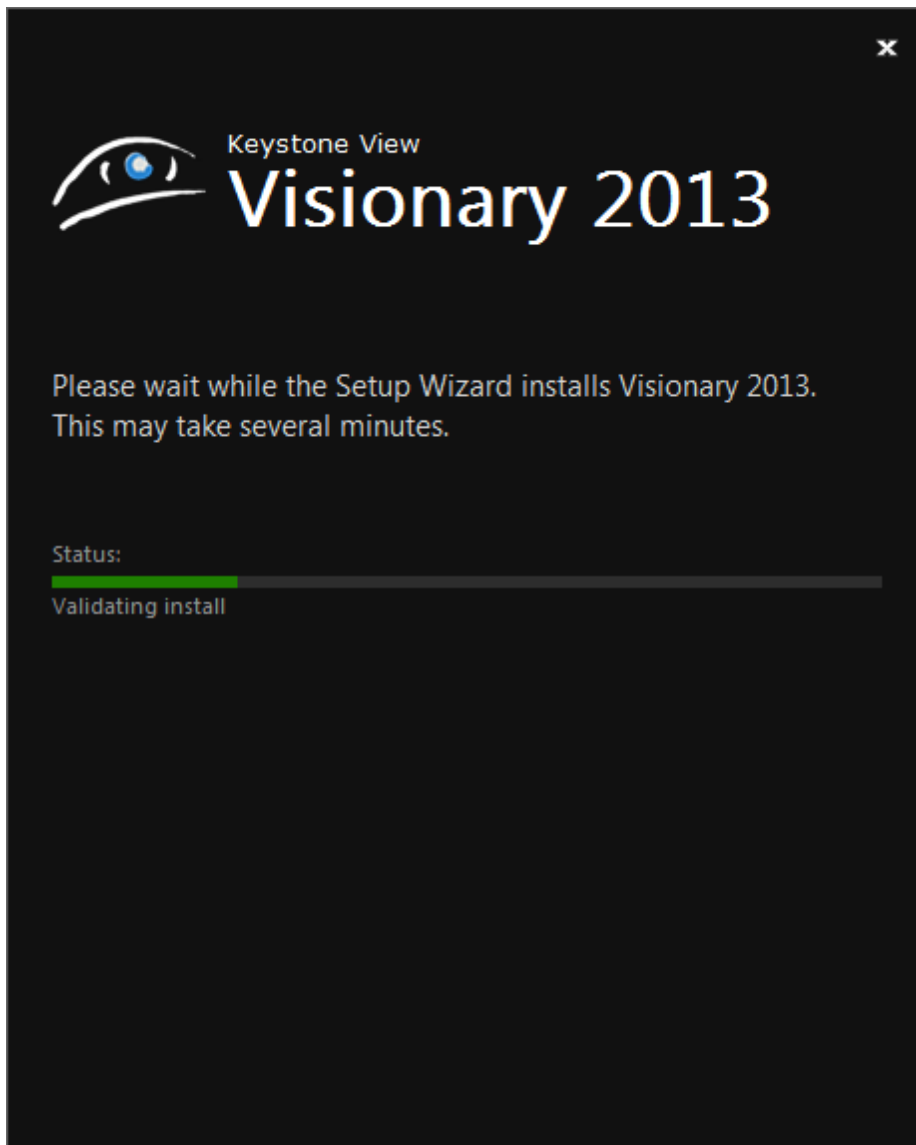 Keystone View
Visionary 2013
Please wait while the Setup Wizard installs Visionary 2013.
This may take several minutes.
Status:
Validating install